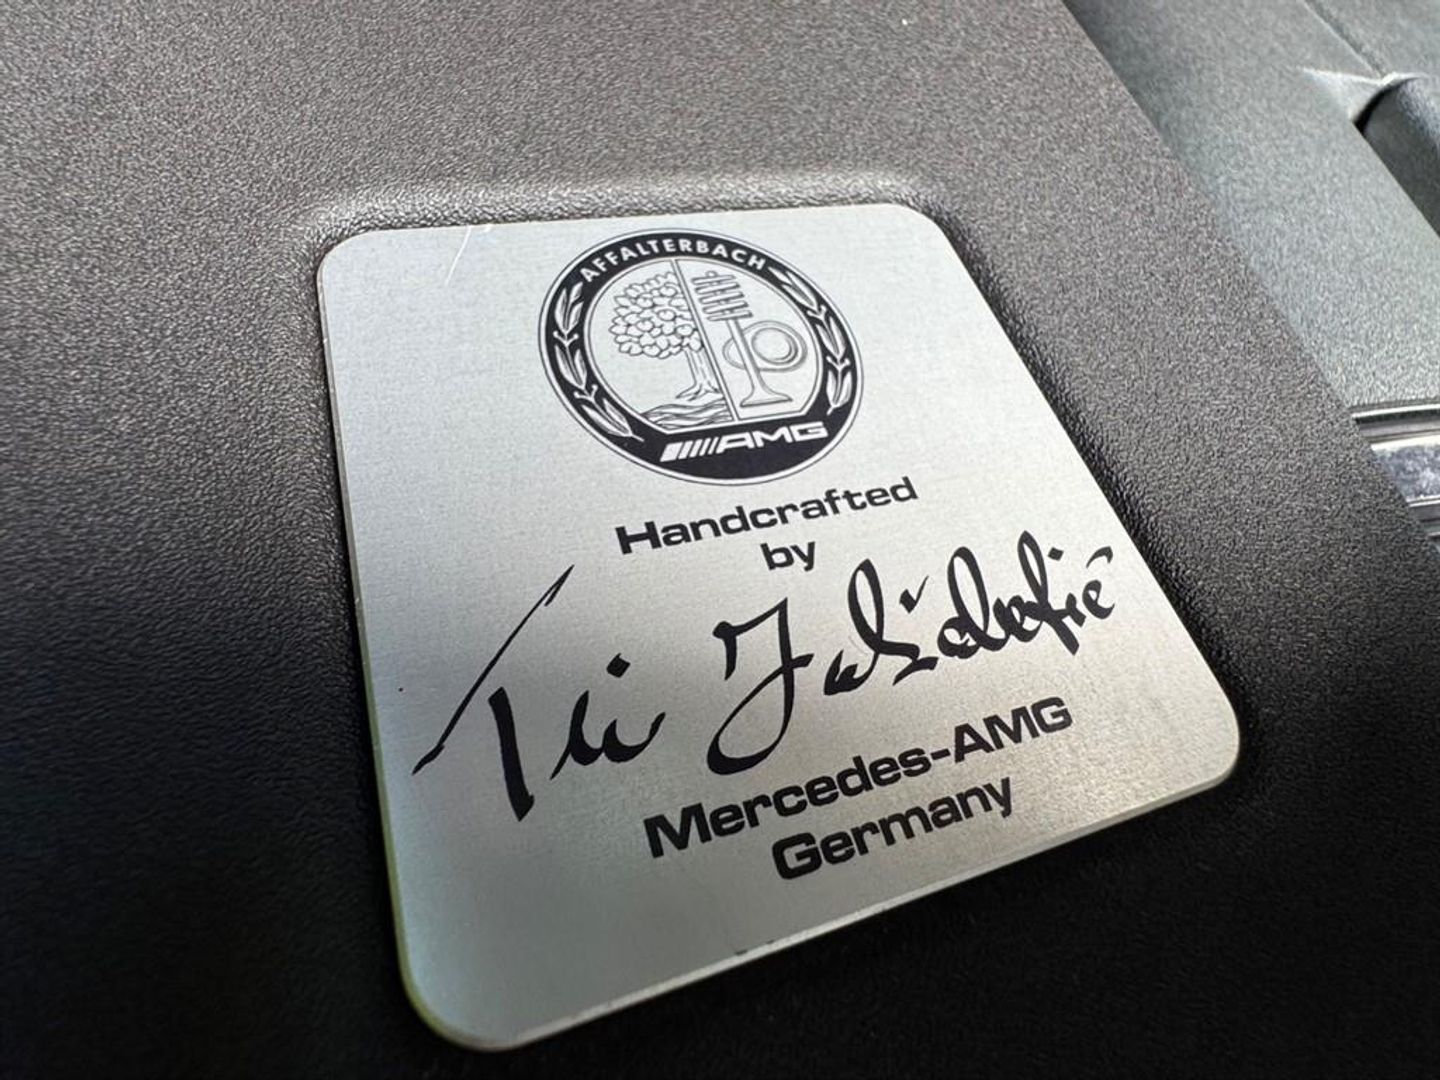 AFFALTERBACH
AMG
Handcrafted
by
Mercedes-AMG
Germany